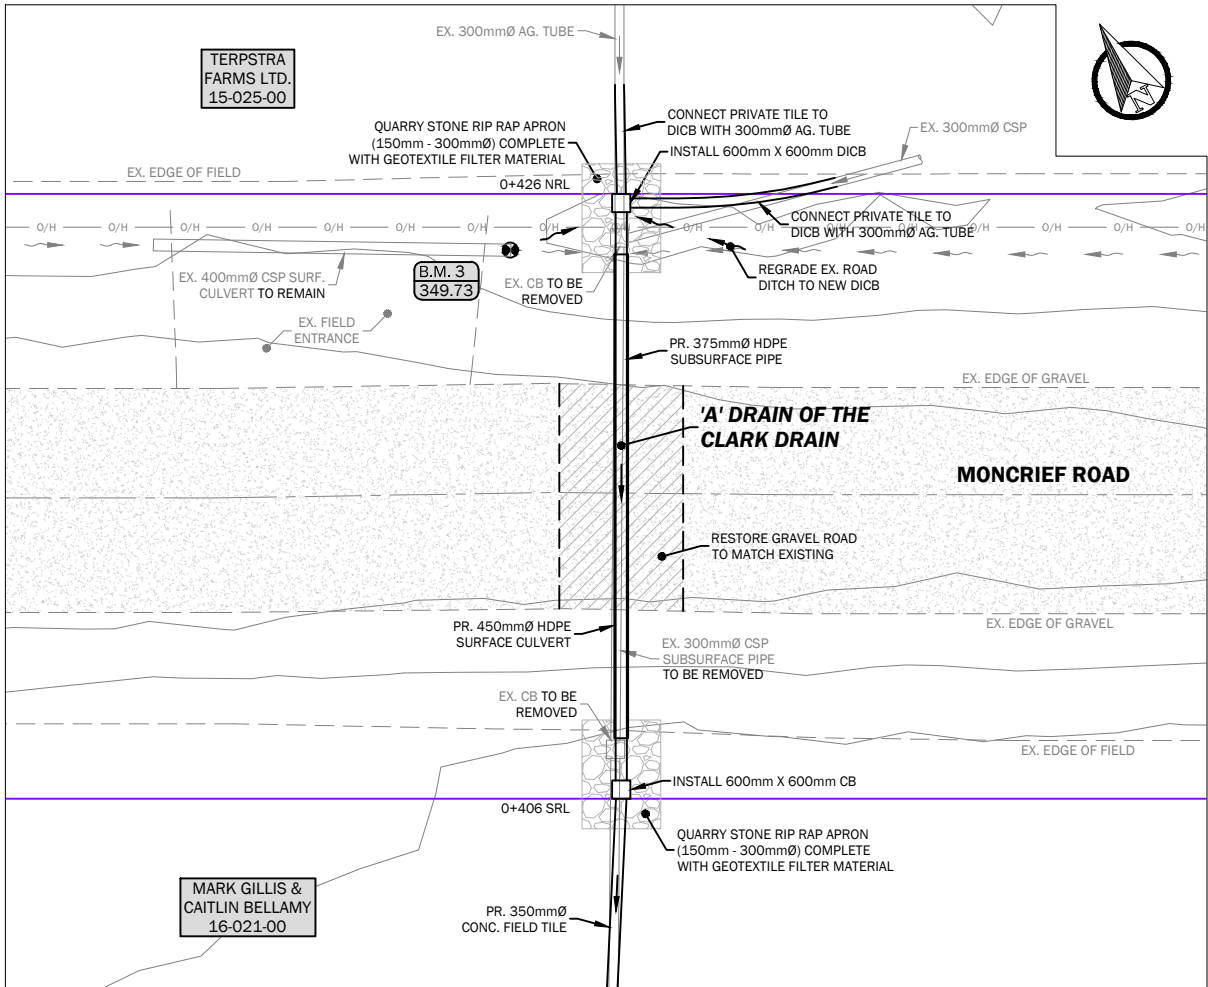 EX. 300mmØ AG. TUBE
TERPSTRA
FARMS LTD.
15-025-00
N
QUARRY STONE RIP RAP APRON
(150mm - 300mmØ) COMPLETE
WITH GEOTEXTILE FILTER MATERIAL
CONNECT PRIVATE TILE TO
DICB WITH 300mmØ AG. TUBE
INSTALL 600mm X 600mm DICB
EX. 300mmØ CSP
EX. EDGE OF FIELD
0+426 NRL
O/H O/H O/H O/H O/H O/H O/H O/H O/H O/H O/H O/H O/H O/H O/H O/H
CONNECT PRIVATE TILE TO
DICB WITH 300mmØ AG. TUBE
EX. 400mmØ CSP SURF.
CULVERT TO REMAIN
B.M. 3
349.73
EX. CB TO BE
REMOVED
REGRADE EX. ROAD
DITCH TO NEW DICB
EX. FIELD
ENTRANCE
PR. 375mmØ HDPE
SUBSURFACE PIPE
EX. EDGE OF GRAVEL
'A' DRAIN OF THE
CLARK DRAIN
MONCRIEF ROAD
RESTORE GRAVEL ROAD
TO MATCH EXISTING
PR. 450mmØ HDPE
SURFACE CULVERT
EX. EDGE OF GRAVEL
EX. 300mmØ CSP
SUBSURFACE PIPE
TO BE REMOVED
EX. CB TO BE
REMOVED
EX. EDGE OF FIELD
INSTALL 600mm X 600mm CB
0+406 SRL
QUARRY STONE RIP RAP APRON
(150mm - 300mmØ) COMPLETE
WITH GEOTEXTILE FILTER MATERIAL
MARK GILLIS &
CAITLIN BELLAMY
16-021-00
PR. 350mmØ
CONC. FIELD TILE